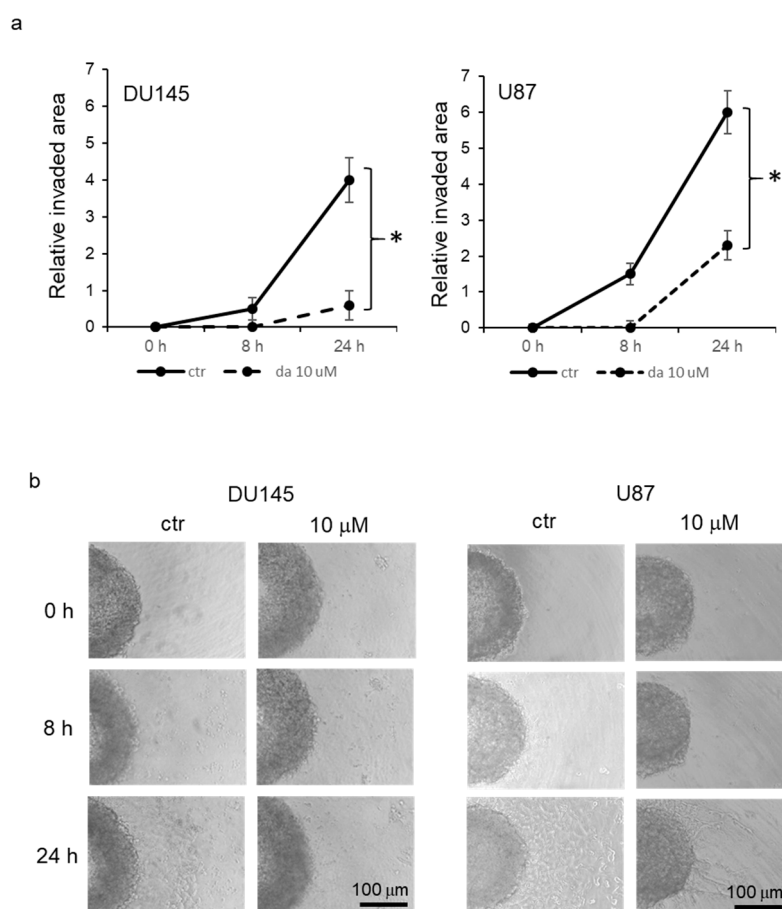 a
DU145
U87
Relative invaded area
7
6
5
4
3
2
1
0
*
0 h 8 h 24 h
ctr da 10 uM
Relative invaded area
7
6
5
4
3
2
1
0
*
0 h 8 h 24 h
ctr da 10 uM
b
DU145 U87
ctr 10 μM ctr 10 μM
0 h
8 h
24 h
100 μm 100 μm